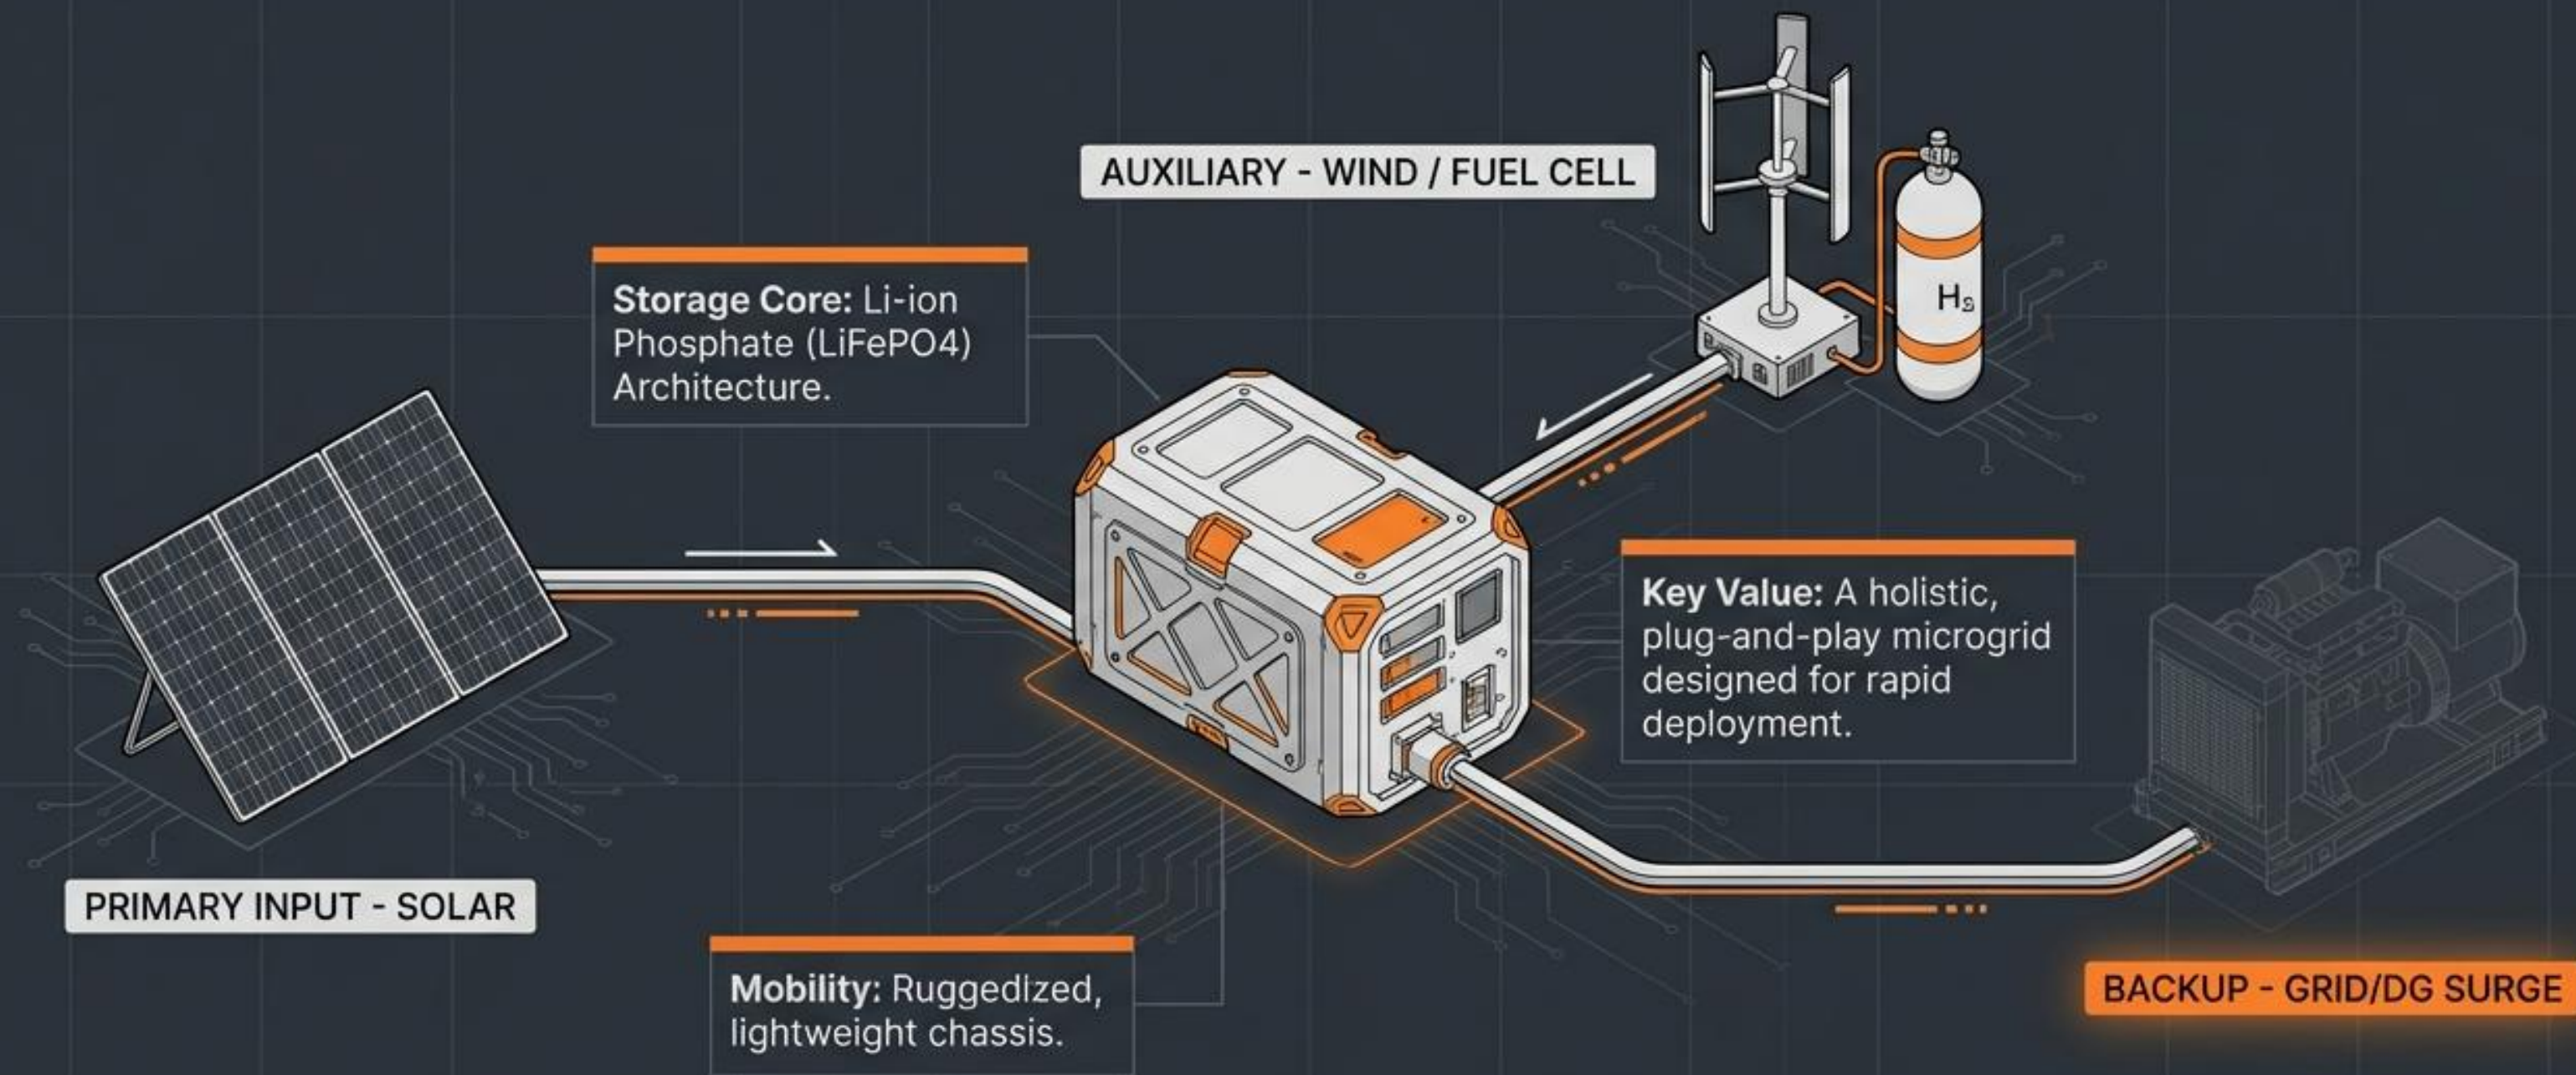 AUXILIARY - WIND / FUEL CELL
Storage Core: Li-ion
Phosphate (LiFePO4)
Architecture.
Key Value: A holistic,
plug-and-play microgrid
designed for rapid
deployment.
PRIMARY INPUT - SOLAR
Mobility: Ruggedized,
lightweight chassis.
BACKUP - GRID/DG SURGE